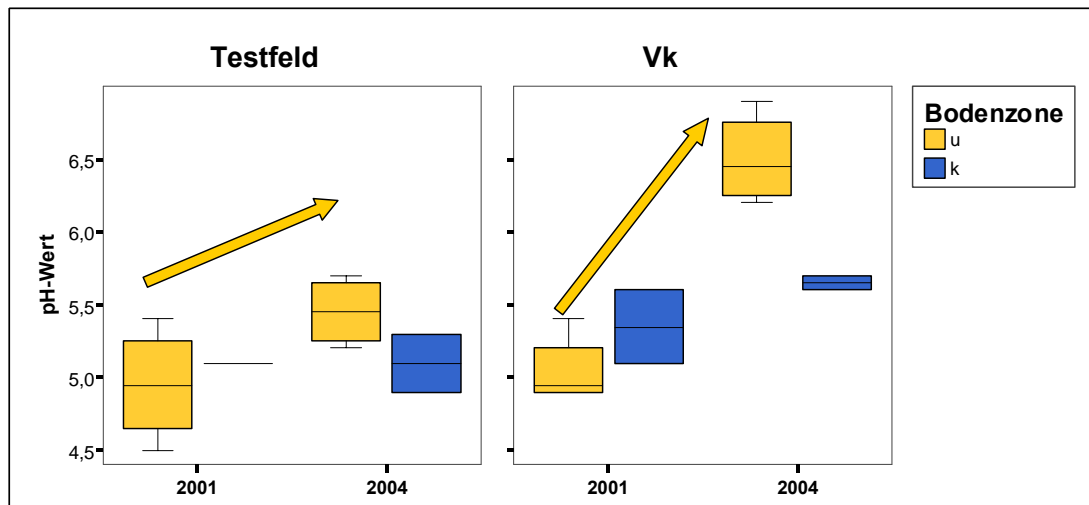 Testfeld
Vk
pH-Wert
6,5
6,0
5,5
5,0
4,5
2001
2004
2001
2004
Bodenzone
u
k